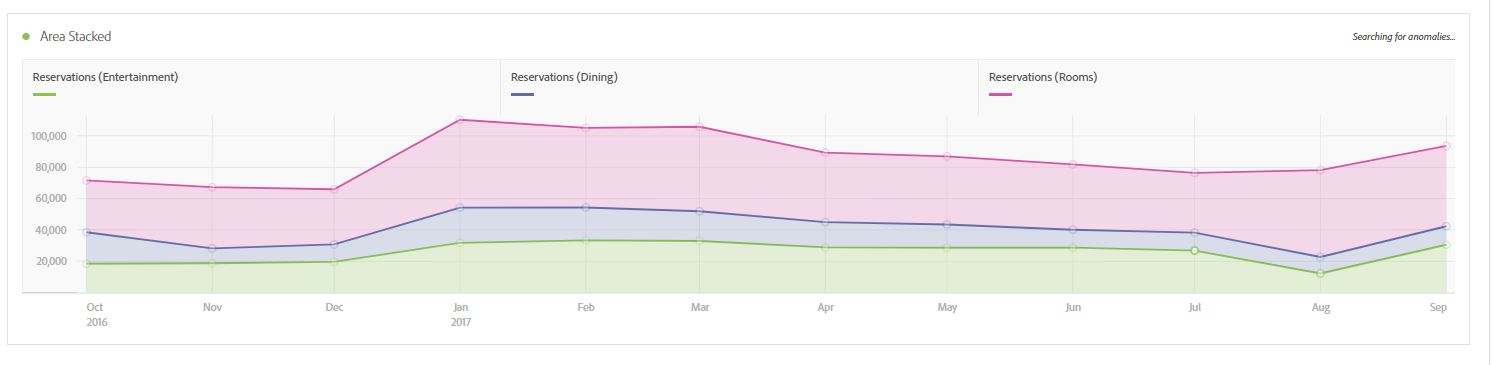 Area Stacked
Searching for anomalies...
Reservations (Entertainment)
Reservations (Dining)
Reservations (Rooms)
100,000
80,000
60,000
40,000
20,000
Oct Nov Dec Jan Feb Mar Apr May Jun Jul Aug Sep
2016 2017